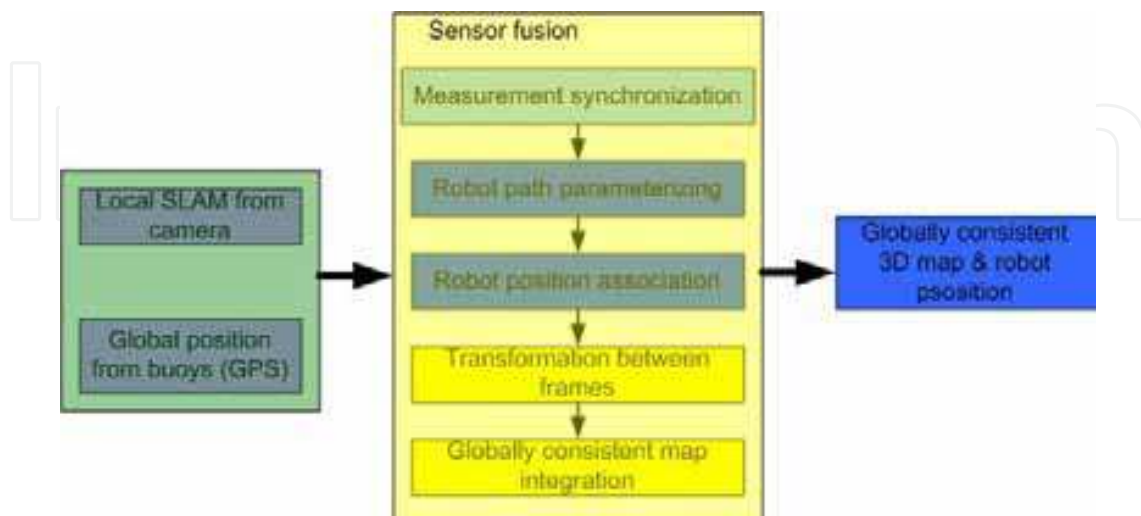 Local SLAM from
camera
Global position
from buoys (GPS)
Sensor fusion
Measurement synchronization
Robot path parameterizing
Robot position association
Transformation between
frames
Globally consistent map
integration
Globally consistent
3D map & robot
psosition